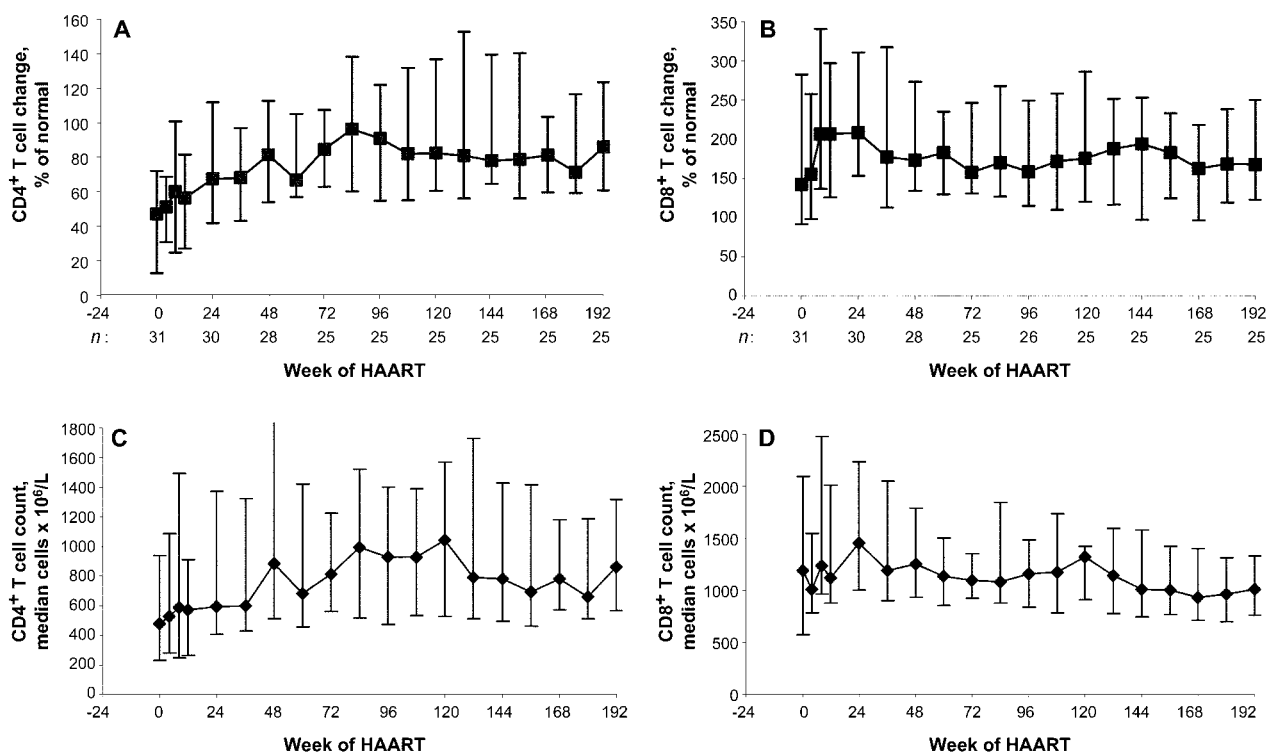 A
CD4+ T cell change,
% of normal
160
140
120
100
80
60
40
20
0
-24 0 24 48 72 96 120 144 168 192
n: 31 30 28 25 25 25 25 25 25
Week of HAART
B
CD8+ T cell change,
% of normal
350
300
250
200
150
100
50
0
-24 0 24 48 72 96 120 144 168 192
n: 31 30 28 25 26 25 25 25 25
Week of HAART
C
CD4+ T cell count,
median cells x 10⁶/L
1800
1600
1400
1200
1000
800
600
400
200
0
-24 0 24 48 72 96 120 144 168 192
Week of HAART
D
CD8+ T cell count,
median cells x 10⁶/L
2500
2000
1500
1000
500
0
-24 0 24 48 72 96 120 144 168 192
Week of HAART